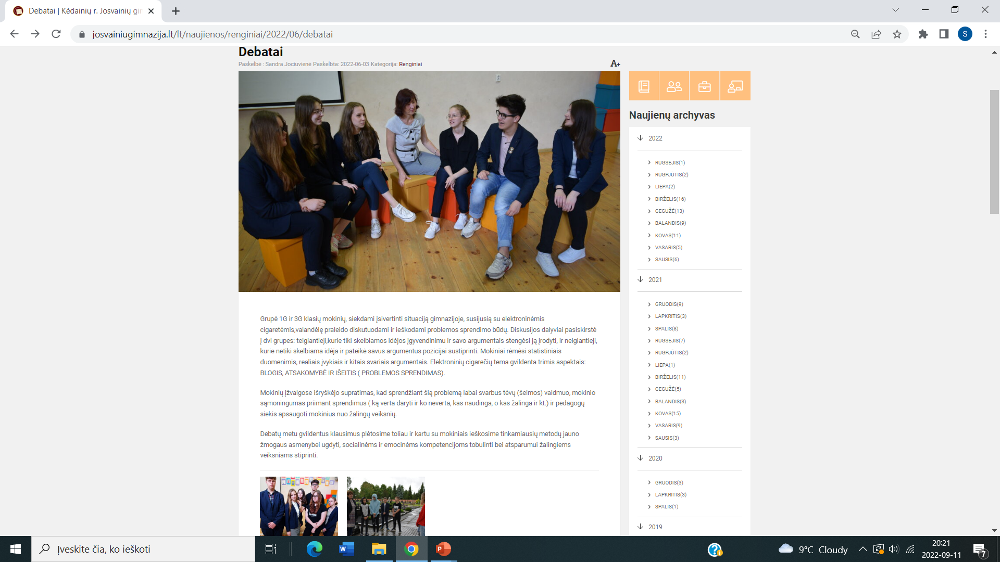 Debatai | Kėdainių r. Josvainių gin
josvainiugimnazija.lt/lt/naujienos/renginiai/2022/06/debatai
S
Debatai
Paskelbė : Sandra Jociuvienė Paskelbta: 2022-06-03 Kategorija: Renginiai
A+
Grupė 1G ir 3G klasių mokinių, siekdami įsivertinti situaciją gimnazijoje, susijusią su elektroninėmis
cigaretėmis,valandėlę praleido diskutuodami ir ieškodami problemos sprendimo būdų. Diskusijos dalyviai pasiskirstė
į dvi grupes: teigiantieji,kurie tiki skelbiamos idėjos įgyvendinimu ir savo argumentais stengėsi ją įrodyti, ir neigiantieji,
kurie netiki skelbiama idėja ir pateikė savus argumentus pozicijai sustiprinti. Mokiniai rėmėsi statistiniais
duomenimis, realiais įvykiais ir kitais svariais argumentais. Elektroninių cigarečių tema gvildenta trimis aspektais:
BLOGIS, ATSAKOMYBĖ IR IŠEITIS ( PROBLEMOS SPRENDIMAS).
Mokinių įžvalgose išryškėjo supratimas, kad sprendžiant šią problemą labai svarbus tėvų (šeimos) vaidmuo, mokinio
sąmoningumas priimant sprendimus ( ką verta daryti ir ko neverta, kas naudinga, o kas žalinga ir kt.) ir pedagogų
siekis apsaugoti mokinius nuo žalingų veiksnių.
Debatų metu gvildentus klausimus plėtosime toliau ir kartu su mokiniais ieškosime tinkamiausių metodų jauno
žmogaus asmenybei ugdyti, socialinėms ir emocinėms kompetencijoms tobulinti bei atsparumui žalingiems
veiksniams stiprinti.
Naujienų archyvas
2022
RUGSĖJIS(1)
RUGPJŪTIS(2)
LIEPA(2)
BIRŽELIS(16)
GEGUŽĖ(13)
BALANDIS(9)
KOVAS(11)
VASARIS(5)
SAUSIS(6)
2021
GRUODIS(9)
LAPKRITIS(3)
SPALIS(8)
RUGSĖJIS(7)
RUGPJŪTIS(2)
LIEPA(1)
BIRŽELIS(11)
GEGUŽĖ(5)
BALANDIS(3)
KOVAS(15)
VASARIS(9)
SAUSIS(3)
2020
GRUODIS(3)
LAPKRITIS(3)
SPALIS(1)
2019
Įveskite čia, ko ieškoti
W
P
9°C Cloudy
20:21
2022-09-11
7